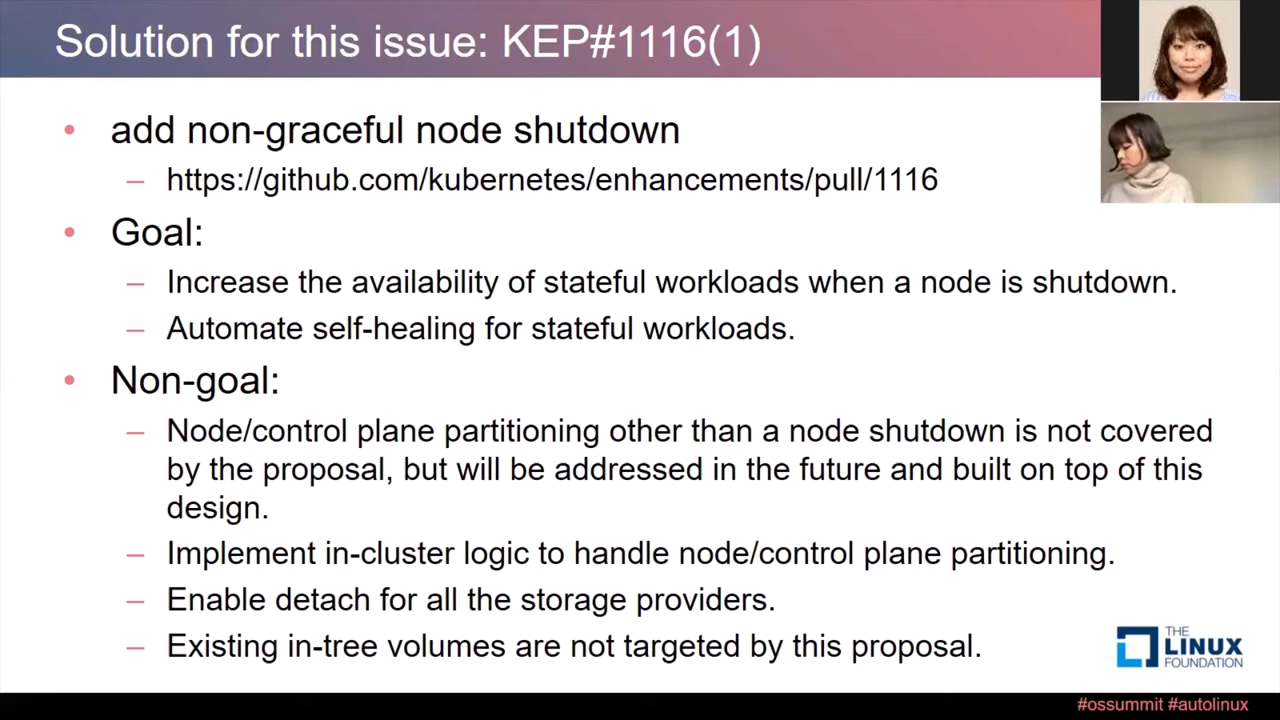 Solution for this issue: KEP#1116(1)
• add non-graceful node shutdown
– https://github.com/kubernetes/enhancements/pull/1116
• Goal:
– Increase the availability of stateful workloads when a node is shutdown.
– Automate self-healing for stateful workloads.
• Non-goal:
– Node/control plane partitioning other than a node shutdown is not covered
by the proposal, but will be addressed in the future and built on top of this
design.
– Implement in-cluster logic to handle node/control plane partitioning.
– Enable detach for all the storage providers.
– Existing in-tree volumes are not targeted by this proposal.
THE
LINUX
FOUNDATION
#ossummit #autolinux